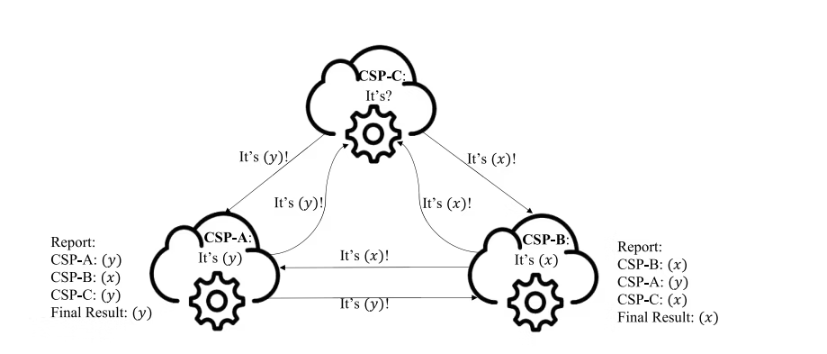 CSP-C:
It's?
It's (y)!
It's (x)!
It's (y)!
It's (x)!
CSP-A:
It's (y)
CSP-B:
It's (x)
It's (x)!
It's (y)!
Report:
CSP-A: (y)
CSP-B: (x)
CSP-C: (y)
Final Result: (y)
Report:
CSP-B: (x)
CSP-A: (y)
CSP-C: (x)
Final Result: (x)